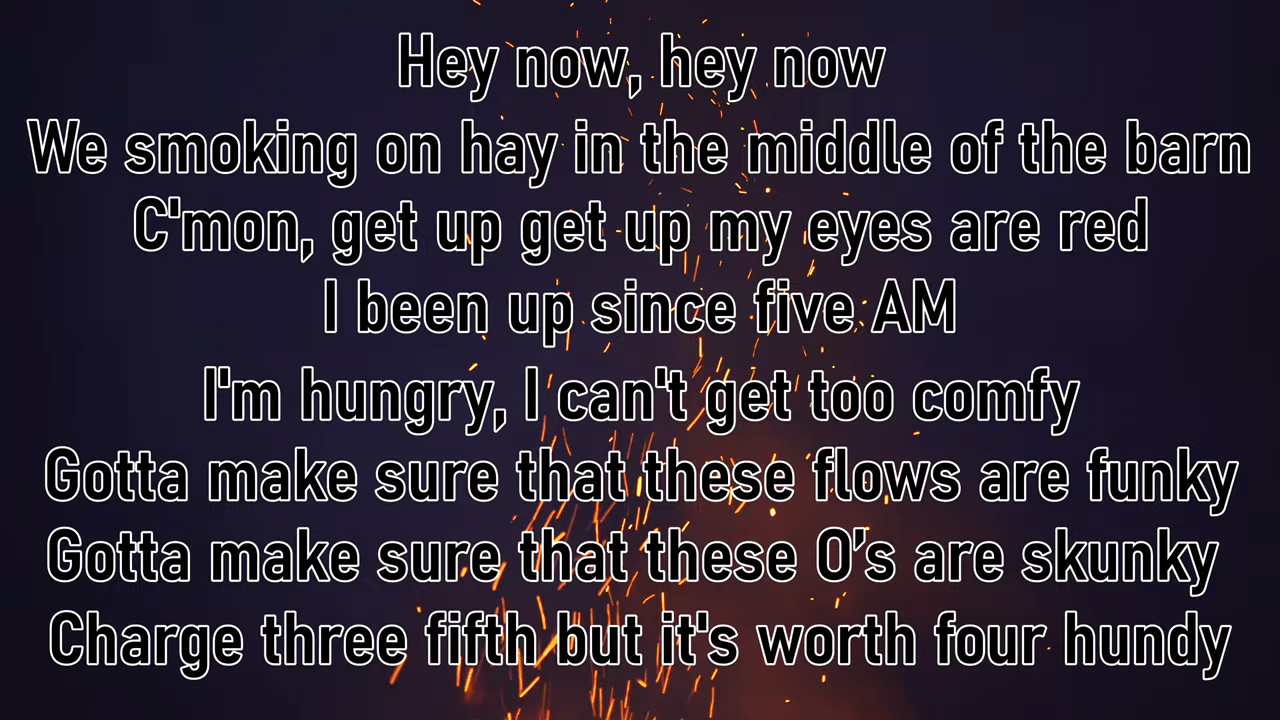 Hey now, hey now
We smoking on hay in the middle of the barn
C'mon, get up get up my eyes are red
I been up since five AM
I'm hungry, I can't get too comfy
Gotta make sure that these flows are funky
Gotta make sure that these O’s are skunky
Charge three fifth but it's worth four hundy